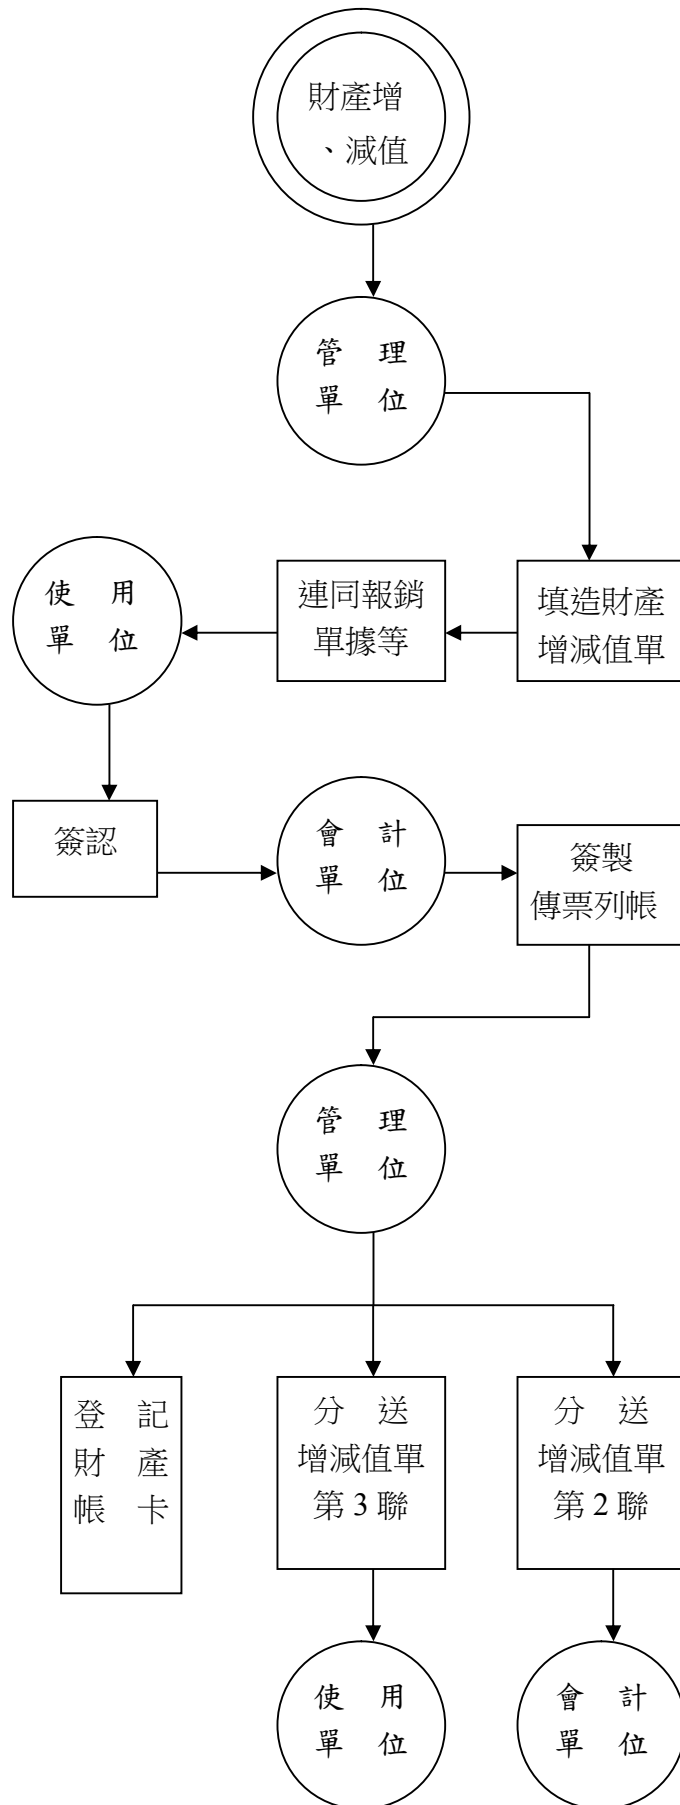 財產增
、減值
管 理
單 位
使 用
單 位
連同報銷
單據等
填造財產
增減值單
簽認
會 計
單 位
簽製
傳票列帳
管 理
單 位
登 記
財 產
帳 卡
分 送
增減值單
第3聯
分 送
增減值單
第2聯
使 用
單 位
會 計
單 位